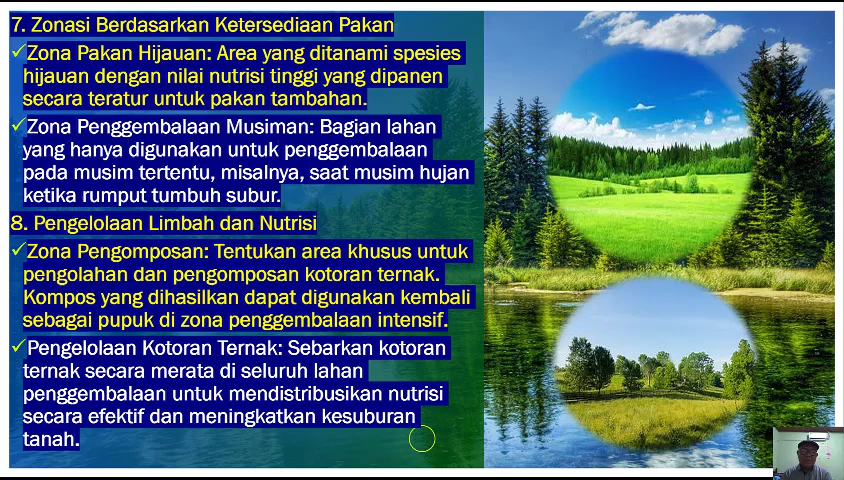 7. Zonasi Berdasarkan Ketersediaan Pakan
✓Zona Pakan Hijauan: Area yang ditanami spesies
hijauan dengan nilai nutrisi tinggi yang dipanen
secara teratur untuk pakan tambahan.
✓Zona Penggembalaan Musiman: Bagian lahan
yang hanya digunakan untuk penggembalaan
pada musim tertentu, misalnya, saat musim hujan
ketika rumput tumbuh subur.
8. Pengelolaan Limbah dan Nutrisi
✓Zona Pengomposan: Tentukan area khusus untuk
pengolahan dan pengomposan kotoran ternak.
Kompos yang dihasilkan dapat digunakan kembali
sebagai pupuk di zona penggembalaan intensif.
✓Pengelolaan Kotoran Ternak: Sebarkan kotoran
ternak secara merata di seluruh lahan
penggembalaan untuk mendistribusikan nutrisi
secara efektif dan meningkatkan kesuburan
tanah.